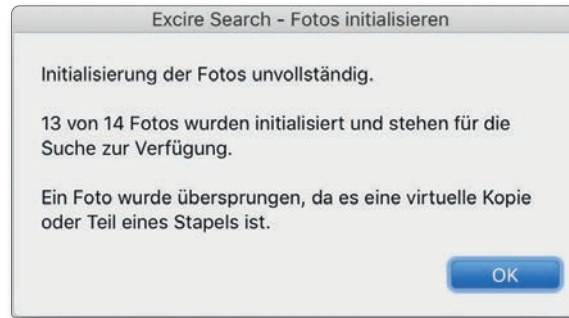 Excire Search - Fotos initialisieren
Initialisierung der Fotos unvollständig.
13 von 14 Fotos wurden initialisiert und stehen für die
Suche zur Verfügung.
Ein Foto wurde übersprungen, da es eine virtuelle Kopie
oder Teil eines Stapels ist.
OK